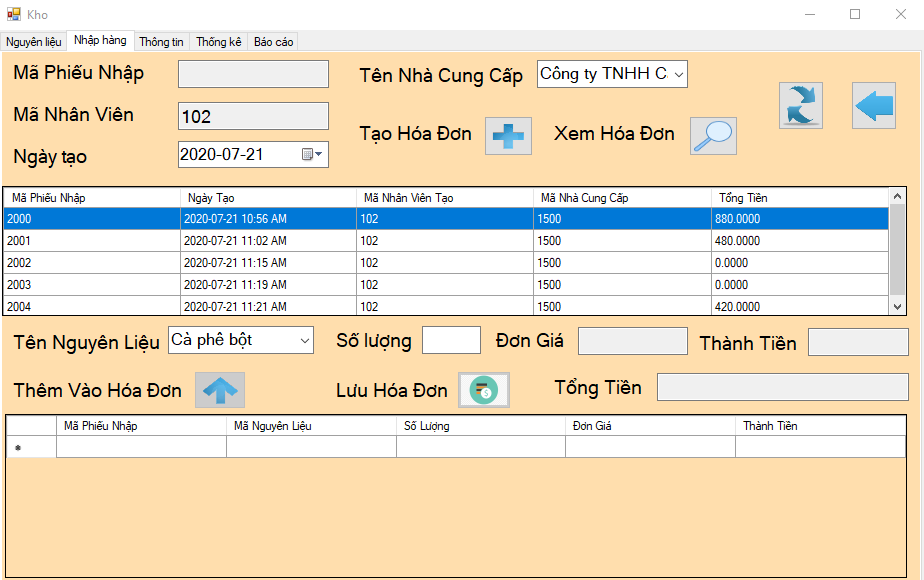 Kho
Nguyên liệu Nhập hàng Thông tin Thống kê Báo cáo
Mã Phiếu Nhập Tên Nhà Cung Cấp Công ty TNHH
Mã Nhân Viên 102
Tạo Hóa Đơn Xem Hóa Đơn
Ngày tạo 2020-07-21
Mã Phiếu Nhập Ngày Tạo Mã Nhân Viên Tạo Mã Nhà Cung Cấp Tổng Tiền
2000 2020-07-21 10:56 AM 102 1500 880.0000
2001 2020-07-21 11:02 AM 102 1500 480.0000
2002 2020-07-21 11:15 AM 102 1500 0.0000
2003 2020-07-21 11:19 AM 102 1500 0.0000
2004 2020-07-21 11:21 AM 102 1500 420.0000
Tên Nguyên Liệu Cà phê bột Số lượng Đơn Giá Thành Tiền
Thêm Vào Hóa Đơn Lưu Hóa Đơn Tổng Tiền
Mã Phiếu Nhập Mã Nguyên Liệu Số Lượng Đơn Giá Thành Tiền